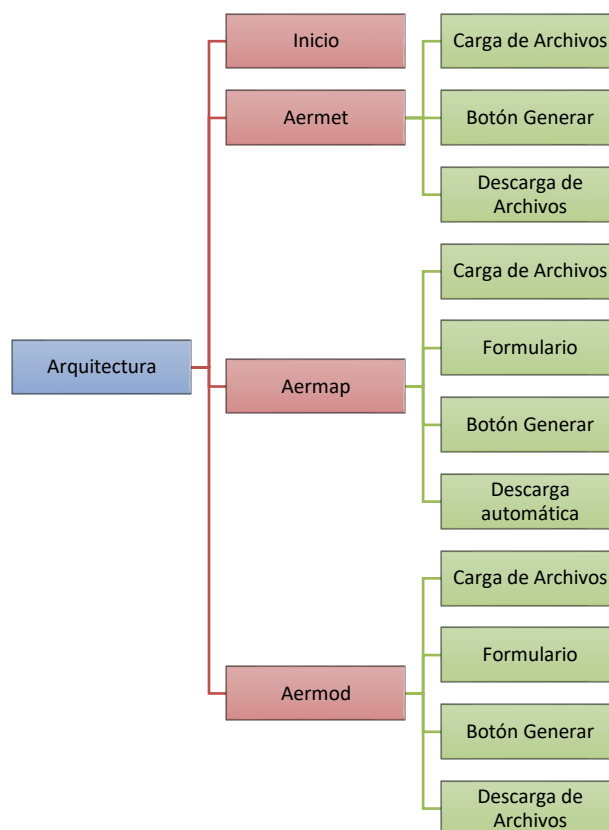 Inicio
Carga de Archivos
Aermet
Botón Generar
Descarga de
Archivos
Carga de Archivos
Formulario
Arquitectura
Aermap
Botón Generar
Descarga
automática
Carga de Archivos
Formulario
Aermod
Botón Generar
Descarga de
Archivos